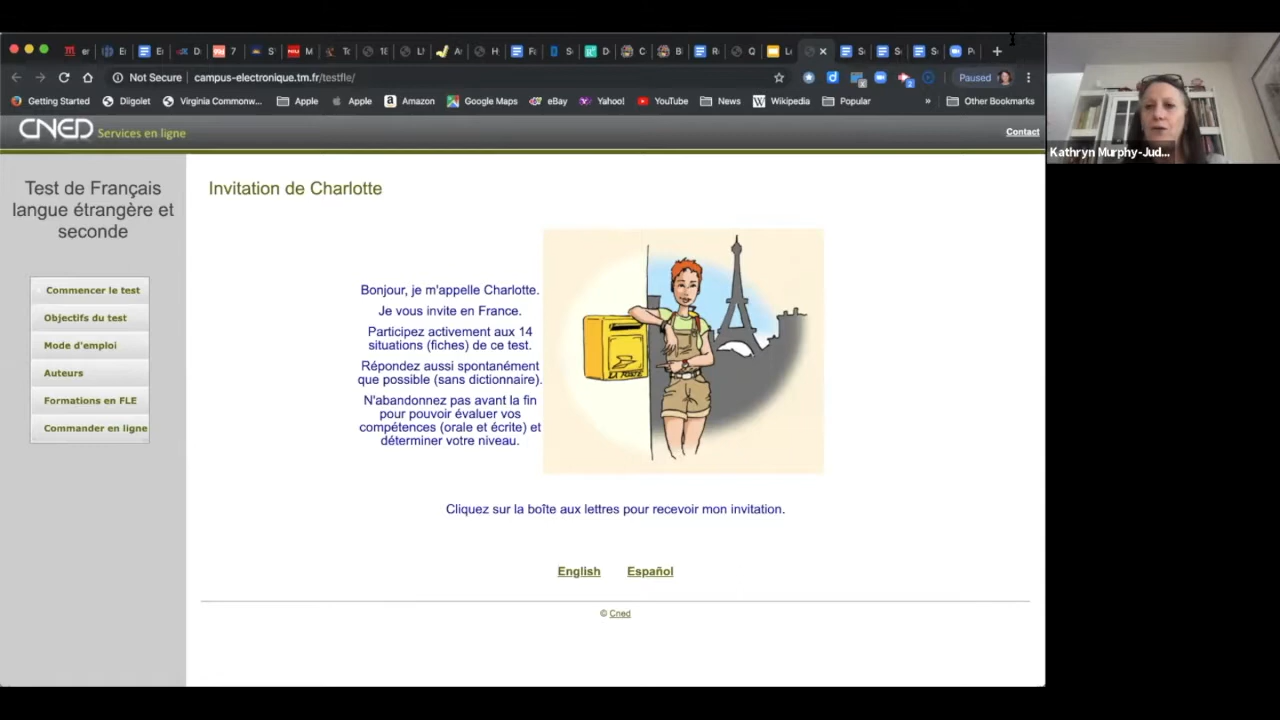 Not Secure
campus-electronique.tm.fr/testfle/
Paused
Getting Started
Diigolet
Virginia Commonw...
Apple
Apple
Amazon
Google Maps
eBay
Yahoo!
YouTube
News
Wikipedia
Popular
»
Other Bookmarks
Kathryn Murphy-Jud...
CNED Services en ligne
Contact
Test de Français
langue étrangère et
seconde
Commencer le test
Objectifs du test
Mode d'emploi
Auteurs
Formations en FLE
Commander en ligne
Invitation de Charlotte
Bonjour, je m'appelle Charlotte.
Je vous invite en France.
Participez activement aux 14
situations (fiches) de ce test.
Répondez aussi spontanément
que possible (sans dictionnaire).
N'abandonnez pas avant la fin
pour pouvoir évaluer vos
compétences (orale et écrite) et
déterminer votre niveau.
LA POSTE
Cliquez sur la boîte aux lettres pour recevoir mon invitation.
English
Español
© Cned